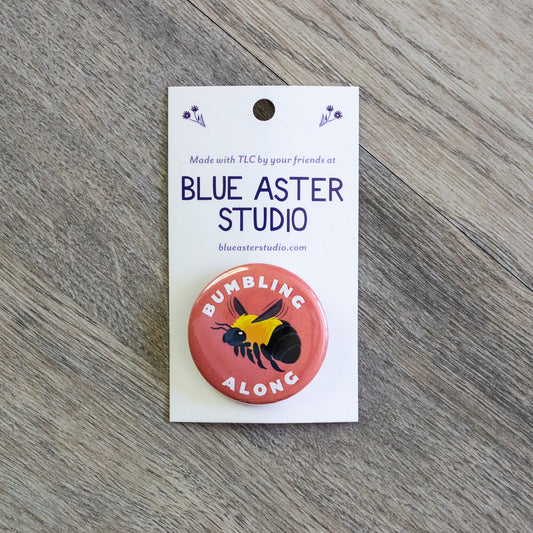 Made with TLC by your friends at
BLUE ASTER
STUDIO
blueasterstudio.com
BUMBLING
ALONG